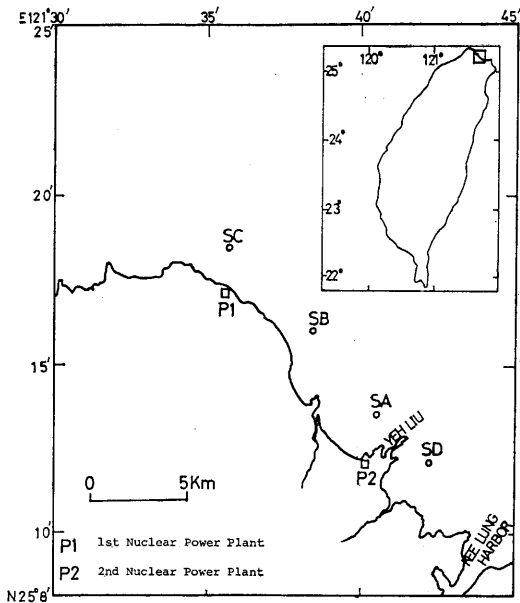 E121°30'
35'
40'
25'
120°
121°
25°
24°
23°
22°
20'
SC
P1
SB
15'
SA
YEH LIU
SD
P2
0 5Km
10'
KEE LUNG
HARBOR
P1 1st Nuclear Power Plant
P2 2nd Nuclear Power Plant
N25°8'